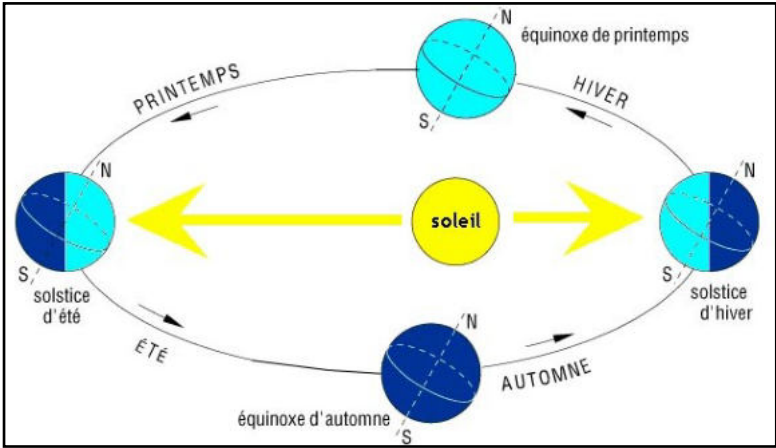 N
équinoxe de printemps
PRINTEMPS
HIVER
S
N
N
soleil
S
solstice
d'été
S
solstice
d'hiver
N
ÉTÉ
AUTOMNE
équinoxe d'automne
S